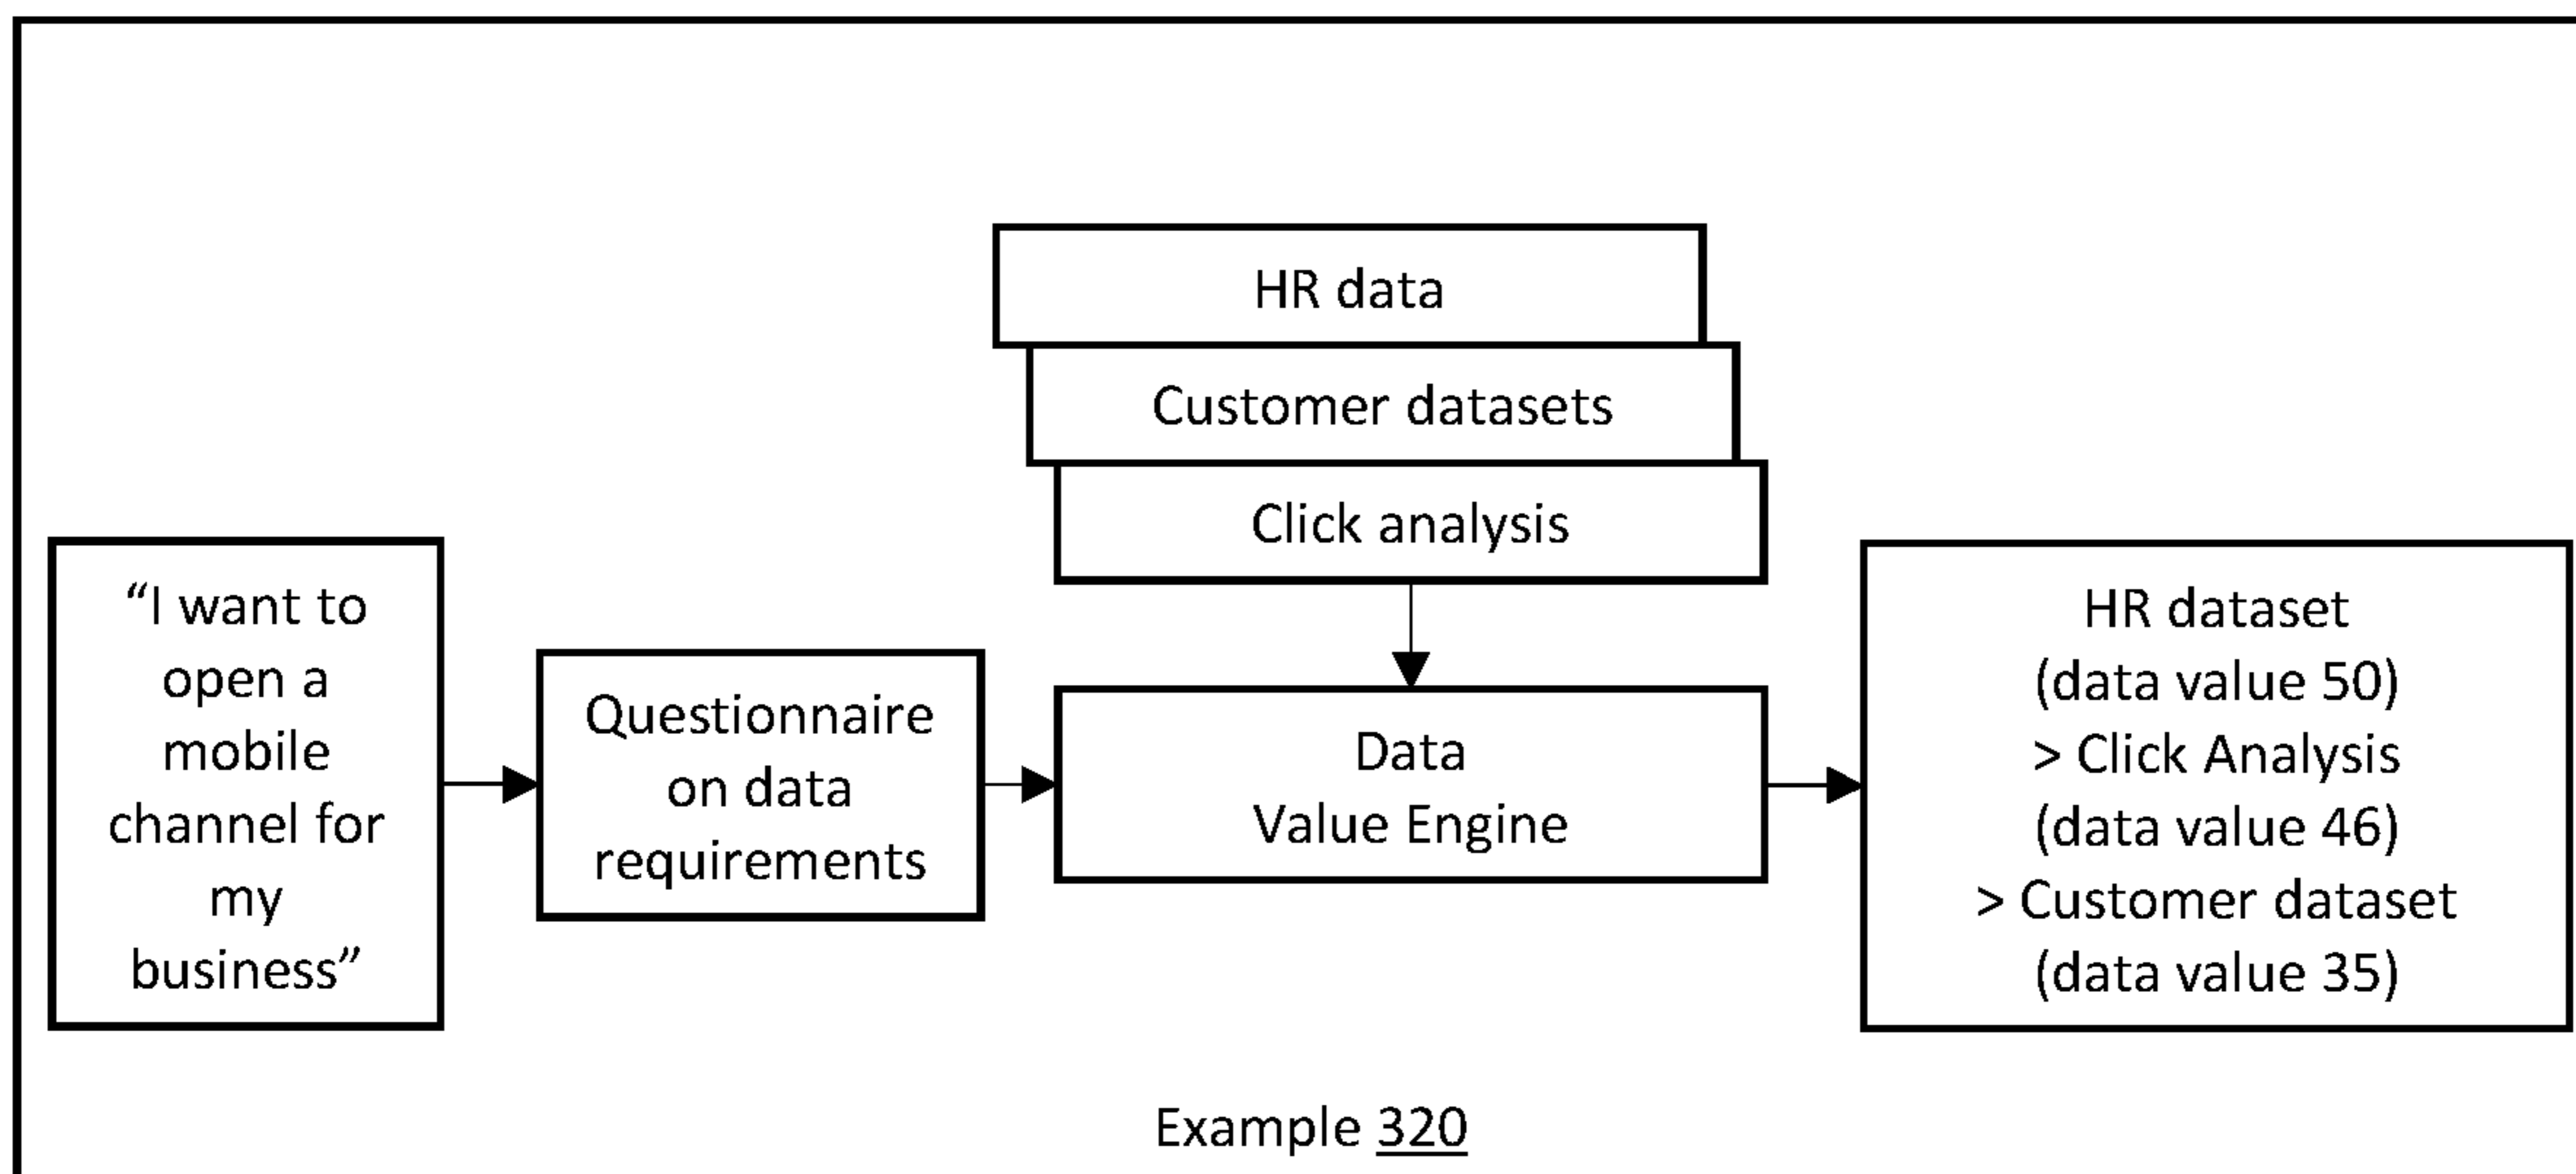 HR data
Customer datasets
Click analysis
“I want to
open a
mobile
channel for
my
business”
Questionnaire
on data
requirements
Data
Value Engine
HR dataset
(data value 50)
> Click Analysis
(data value 46)
> Customer dataset
(data value 35)
Example 320